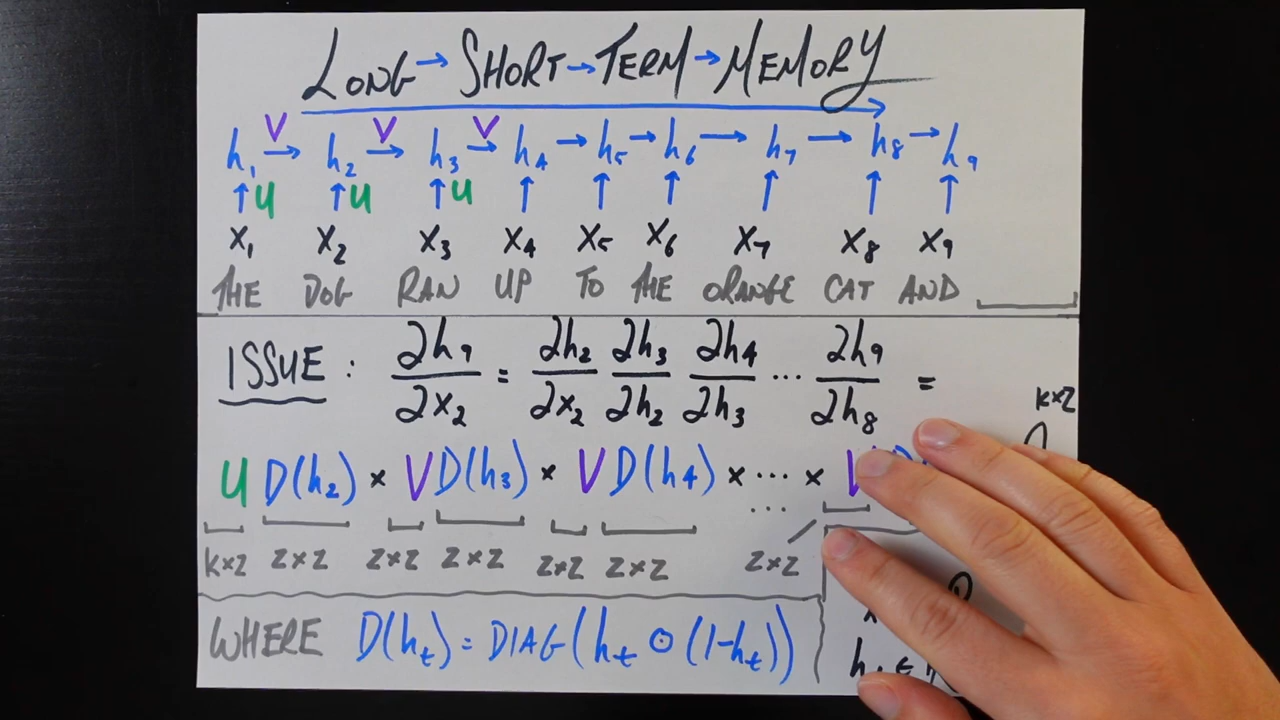 LONG → SHORT → TERM → MEMORY
V V V
h₁ → h₂ → h₃ → h₄ → h₅ → h₆ → h₇ → h₈ → h₉
↑ U ↑ U ↑ U ↑ ↑ ↑ ↑ ↑ ↑
X₁ X₂ X₃ X₄ X₅ X₆ X₇ X₈ X₉
THE DOG RAN UP TO THE ORANGE CAT AND
ISSUE: ∂h₉/∂x₂ = ∂h₂/∂x₂ ∂h₃/∂h₂ ∂h₄/∂h₃ ... ∂h₉/∂h₈ =
K×Z
U D(h₂) × V D(h₃) × V D(h₄) × ... × V D
...
K×Z Z×Z Z×Z Z×Z Z×Z Z×Z Z×Z
WHERE D(hₜ) = DIAG(hₜ ⊙ (1-hₜ))